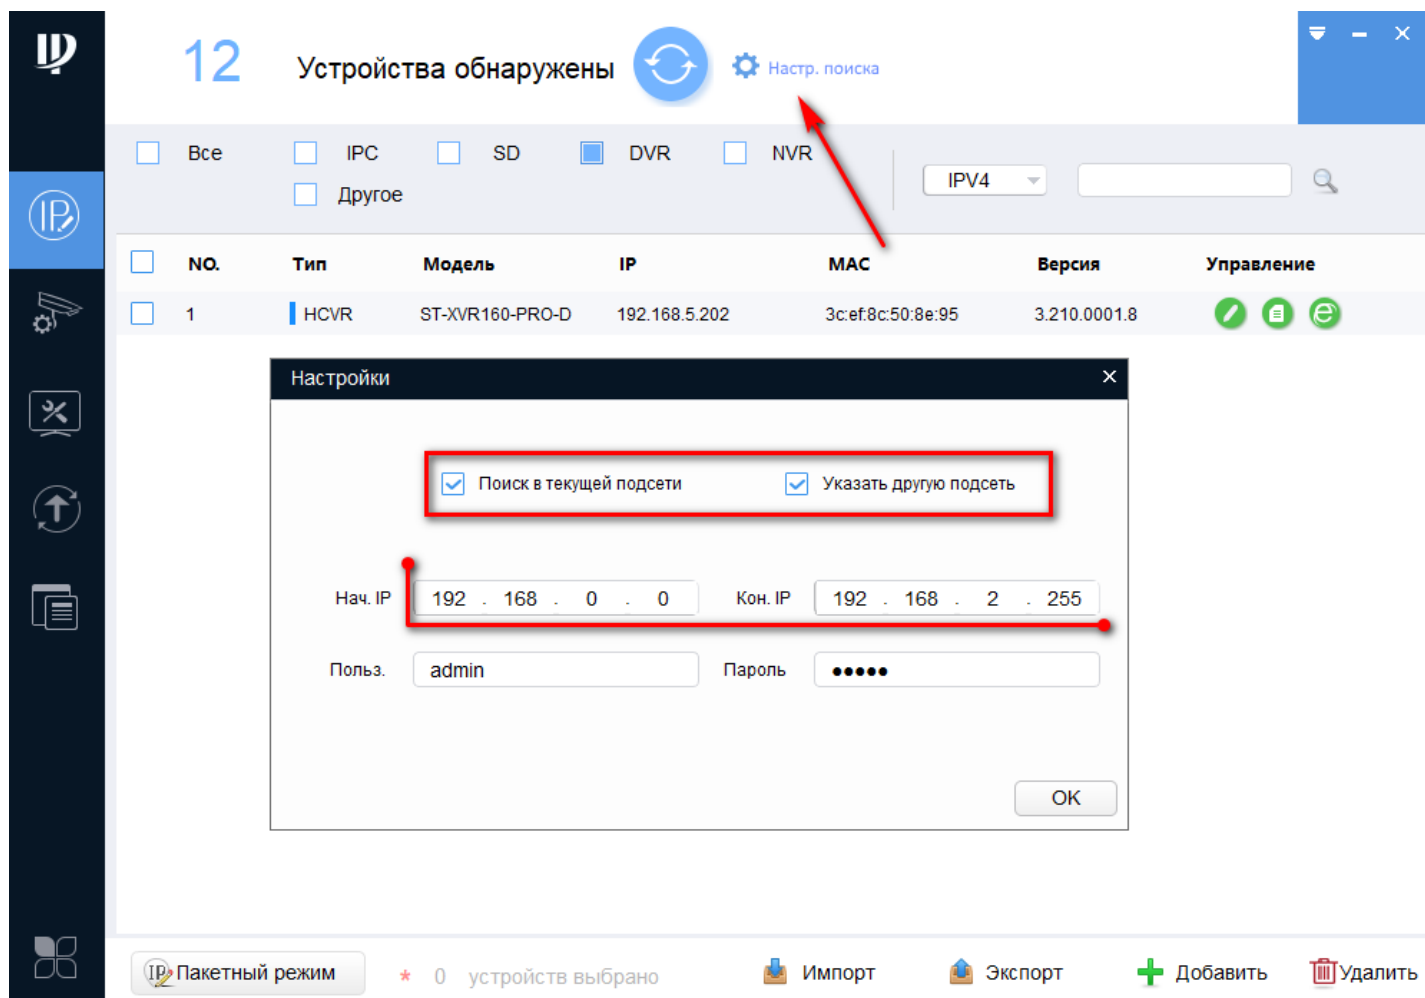 12 Устройства обнаружены Настр. поиска
Все IPC SD DVR NVR
Другое
IPV4
NO. Тип Модель IP MAC Версия Управление
1 HCVR ST-XVR160-PRO-D 192.168.5.202 3c:ef:8c:50:8e:95 3.210.0001.8
Настройки
Поиск в текущей подсети Указать другую подсеть
Нач. IP 192 . 168 . 0 . 0 Кон. IP 192 . 168 . 2 . 255
Польз. admin Пароль •••••
OK
Пакетный режим * 0 устройств выбрано Импорт Экспорт Добавить Удалить